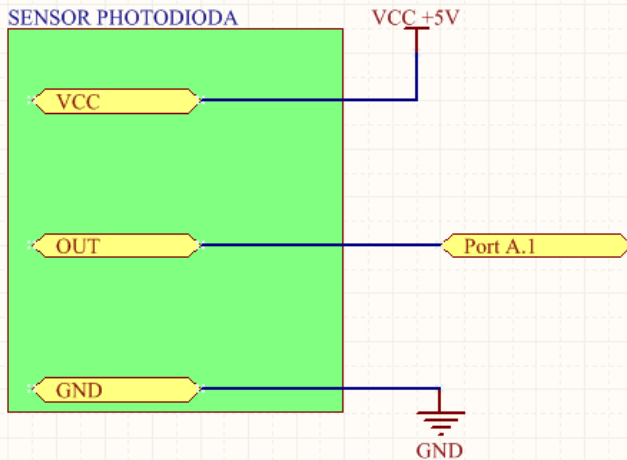 SENSOR PHOTODIODA
VCC +5V
VCC
OUT
Port A.1
GND
GND